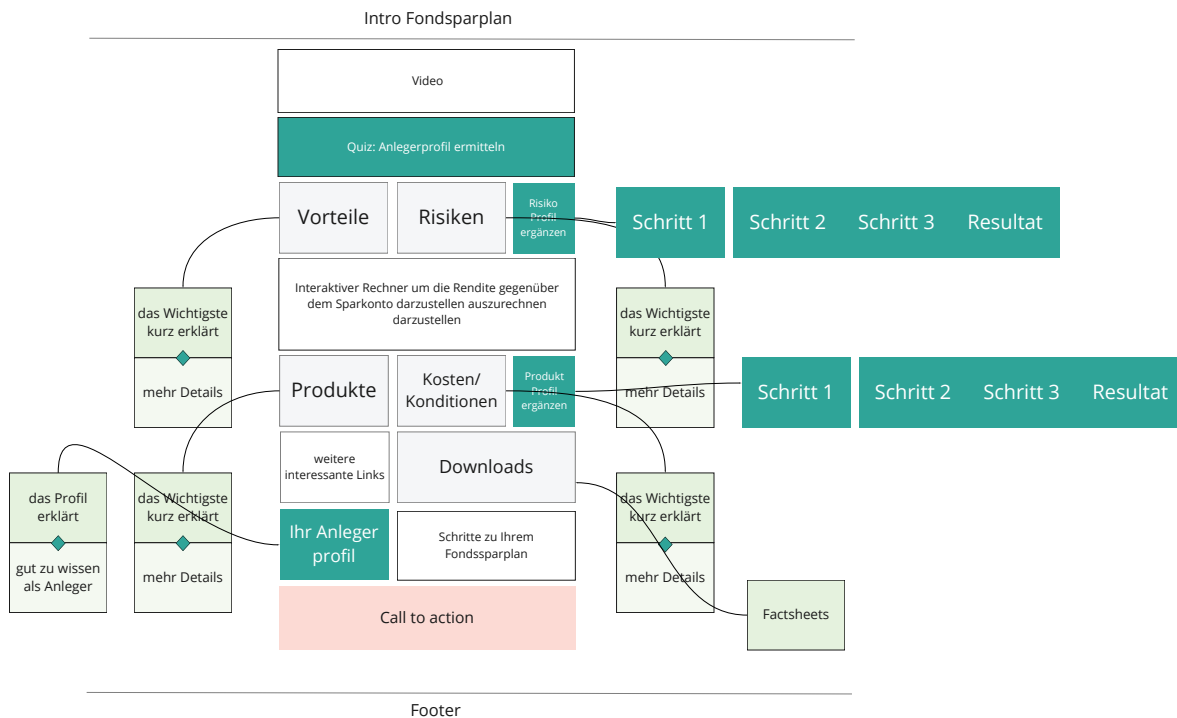 Intro Fondsparplan
Video
Quiz: Anlegerprofil ermitteln
Vorteile
Risiken
Risiko
Profil
ergänzen
Schritt 1
Schritt 2
Schritt 3
Resultat
Interaktiver Rechner um die Rendite gegenüber
dem Sparkonto darzustellen auszurechnen
darzustellen
das Wichtigste
kurz erklärt
mehr Details
das Wichtigste
kurz erklärt
mehr Details
Produkte
Kosten/
Konditionen
Produkt
Profil
ergänzen
Schritt 1
Schritt 2
Schritt 3
Resultat
weitere
interessante Links
Downloads
das Profil
erklärt
gut zu wissen
als Anleger
das Wichtigste
kurz erklärt
mehr Details
Ihr Anleger
profil
Schritte zu Ihrem
Fondssparplan
das Wichtigste
kurz erklärt
mehr Details
Factsheets
Call to action
Footer